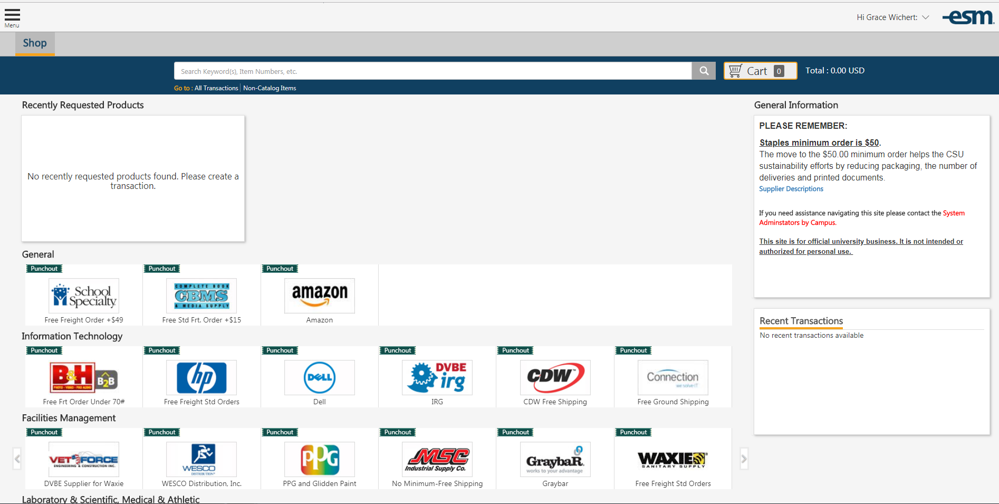 Menu
Hi Grace Wichert:
esm
Shop
Search Keyword(s), Item Numbers, etc.
Cart 0
Total : 0.00 USD
Go to : All Transactions | Non-Catalog Items
Recently Requested Products
No recently requested products found. Please create a
transaction.
General Information
PLEASE REMEMBER:
Staples minimum order is $50.
The move to the $50.00 minimum order helps the CSU
sustainability efforts by reducing packaging, the number of
deliveries and printed documents.
Supplier Descriptions
If you need assistance navigating this site please contact the System
Adminstators by Campus.
This site is for official university business. It is not intended or
authorized for personal use.
Recent Transactions
No recent transactions available
General
Punchout
School
Specialty
Free Freight Order +$49
Punchout
COMPLETE BOOK
CBMS
& MEDIA SUPPLY
Free Std Frt. Order +$15
Punchout
amazon
Amazon
Information Technology
Punchout
B&H
PHOTO - VIDEO - PRO AUDIO
B2B
Free Frt Order Under 70#
Punchout
hp
Free Freight Std Orders
Punchout
DELL
Dell
Punchout
DVBE
irg
IRG
Punchout
CDW™
CDW Free Shipping
Punchout
Connection
we solve IT
Free Ground Shipping
Facilities Management
Punchout
VET FORCE
ENGINEERING & CONSTRUCTION INC.
DVBE Supplier for Waxie
Punchout
WESCO
DISTRIBUTION
WESCO Distribution, Inc.
Punchout
PPG
PPG and Glidden Paint
Punchout
MSC
Industrial Supply Co.
No Minimum-Free Shipping
Punchout
GraybaR
works to your advantage
Graybar
Punchout
WAXIE
SANITARY SUPPLY
Free Freight Std Orders
Laboratory & Scientific, Medical & Athletic